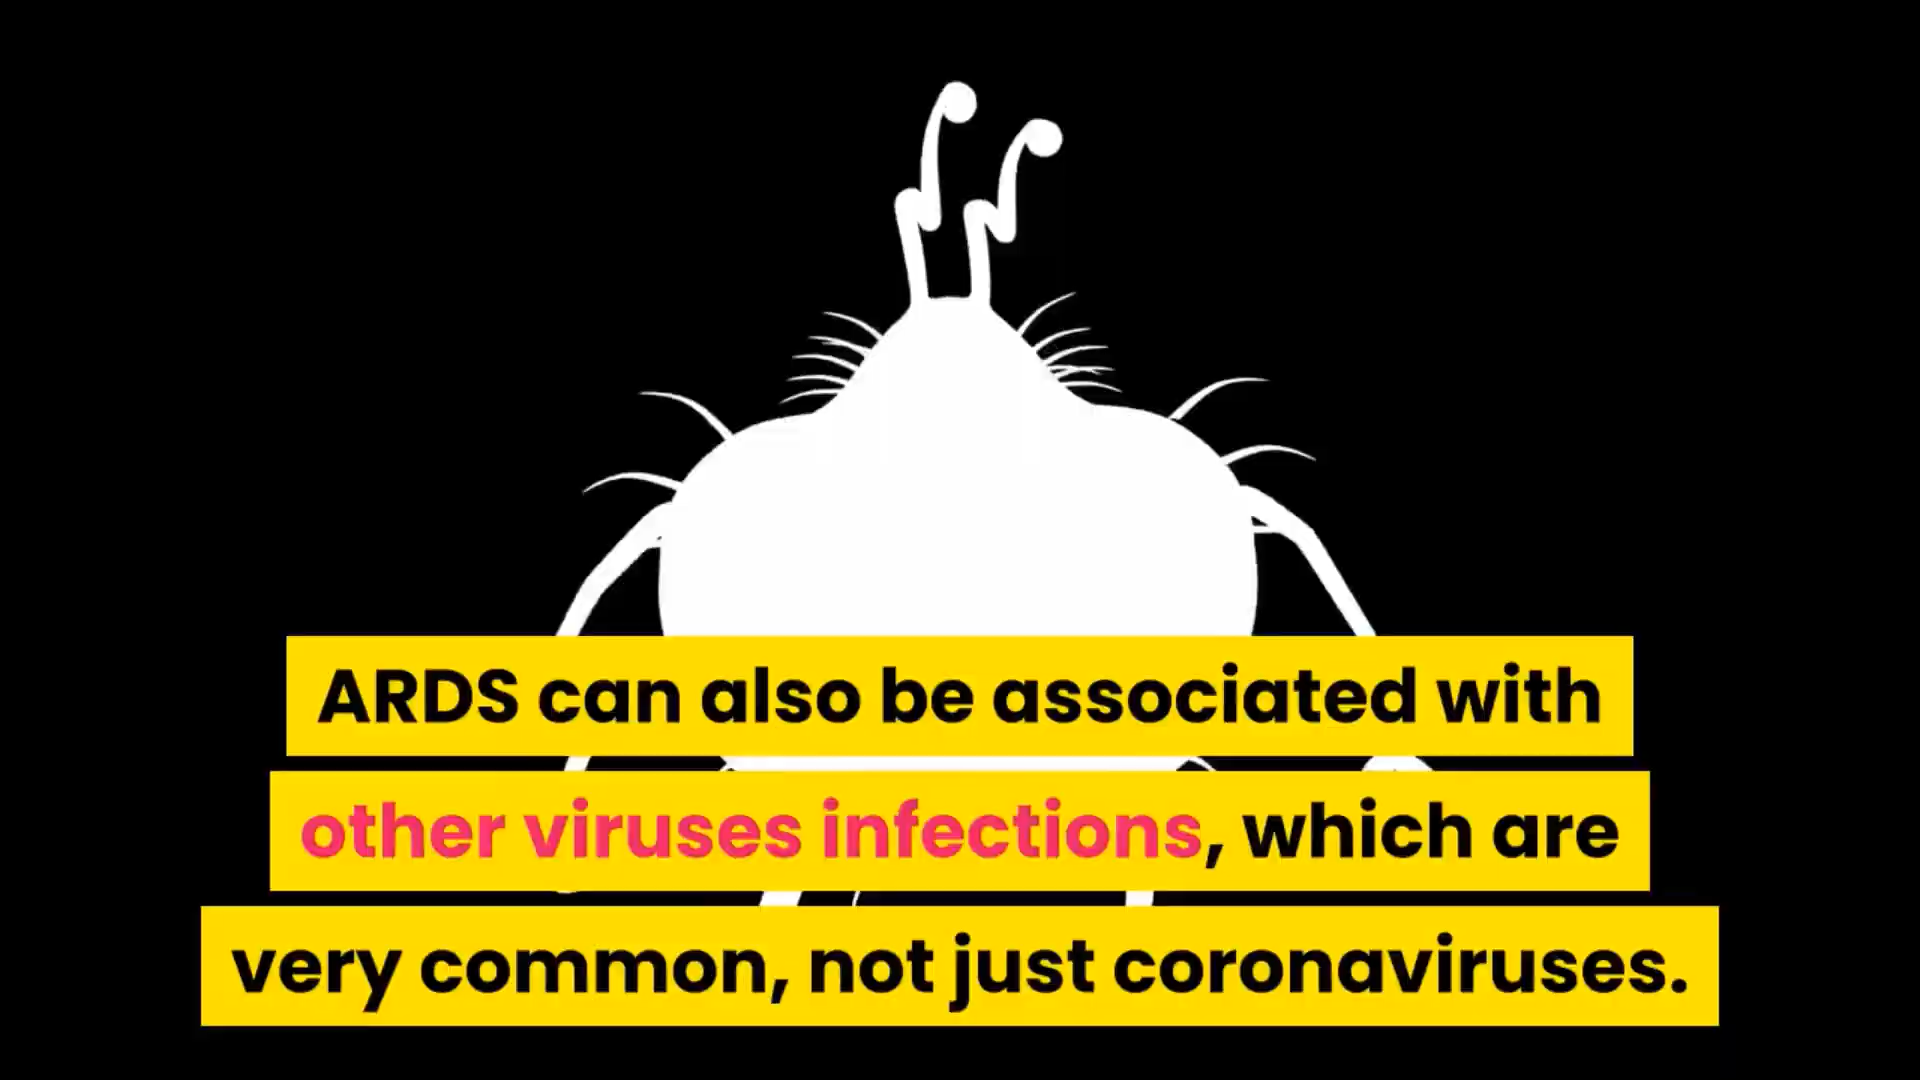 ARDS can also be associated with
other viruses infections, which are
very common, not just coronaviruses.